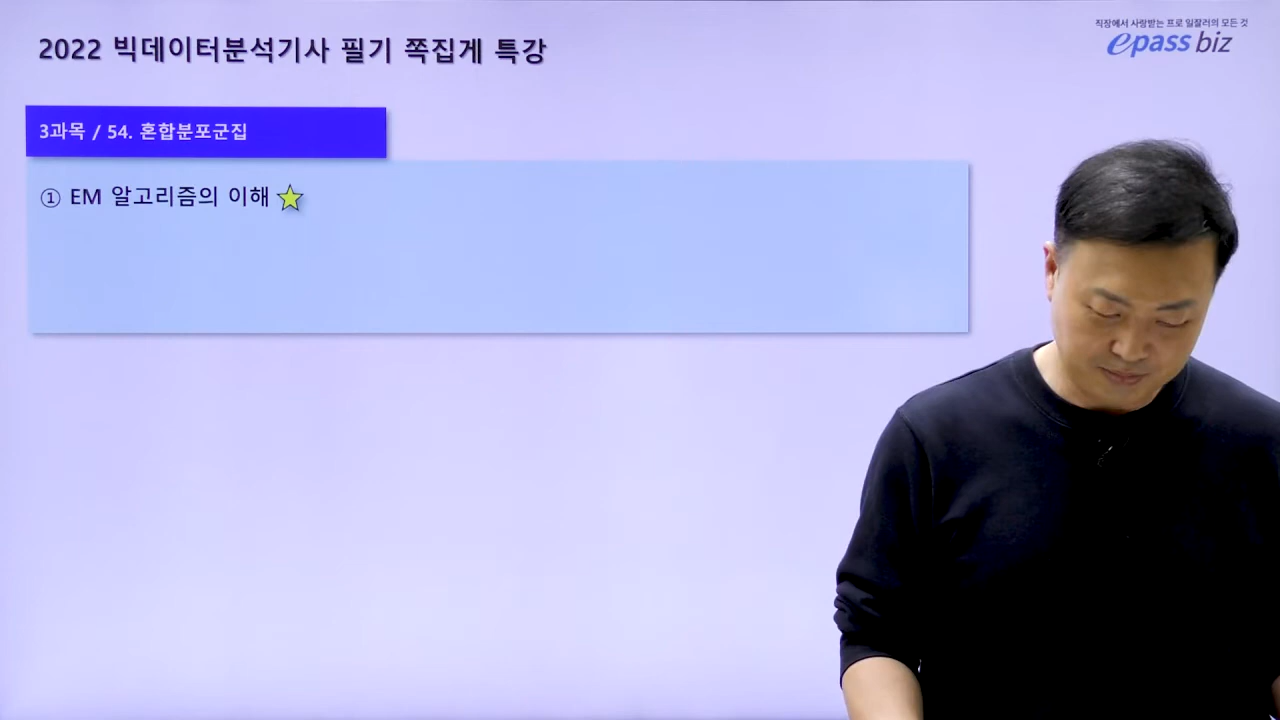 2022 빅데이터분석기사 필기 쪽집게 특강
직장에서 사랑받는 프로 일잘러의 모든 것
epass biz
3과목 / 54. 혼합분포군집
① EM 알고리즘의 이해